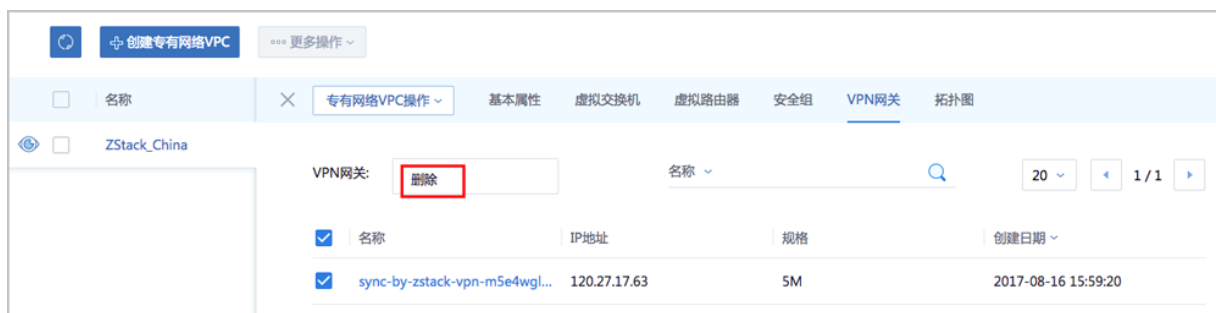 创建专有网络VPC 更多操作
名称 专有网络VPC操作 基本属性 虚拟交换机 虚拟路由器 安全组 VPN网关 拓扑图
ZStack_China
VPN网关: 删除 名称 20 1 / 1
名称 IP地址 规格 创建日期
sync-by-zstack-vpn-m5e4wgl... 120.27.17.63 5M 2017-08-16 15:59:20